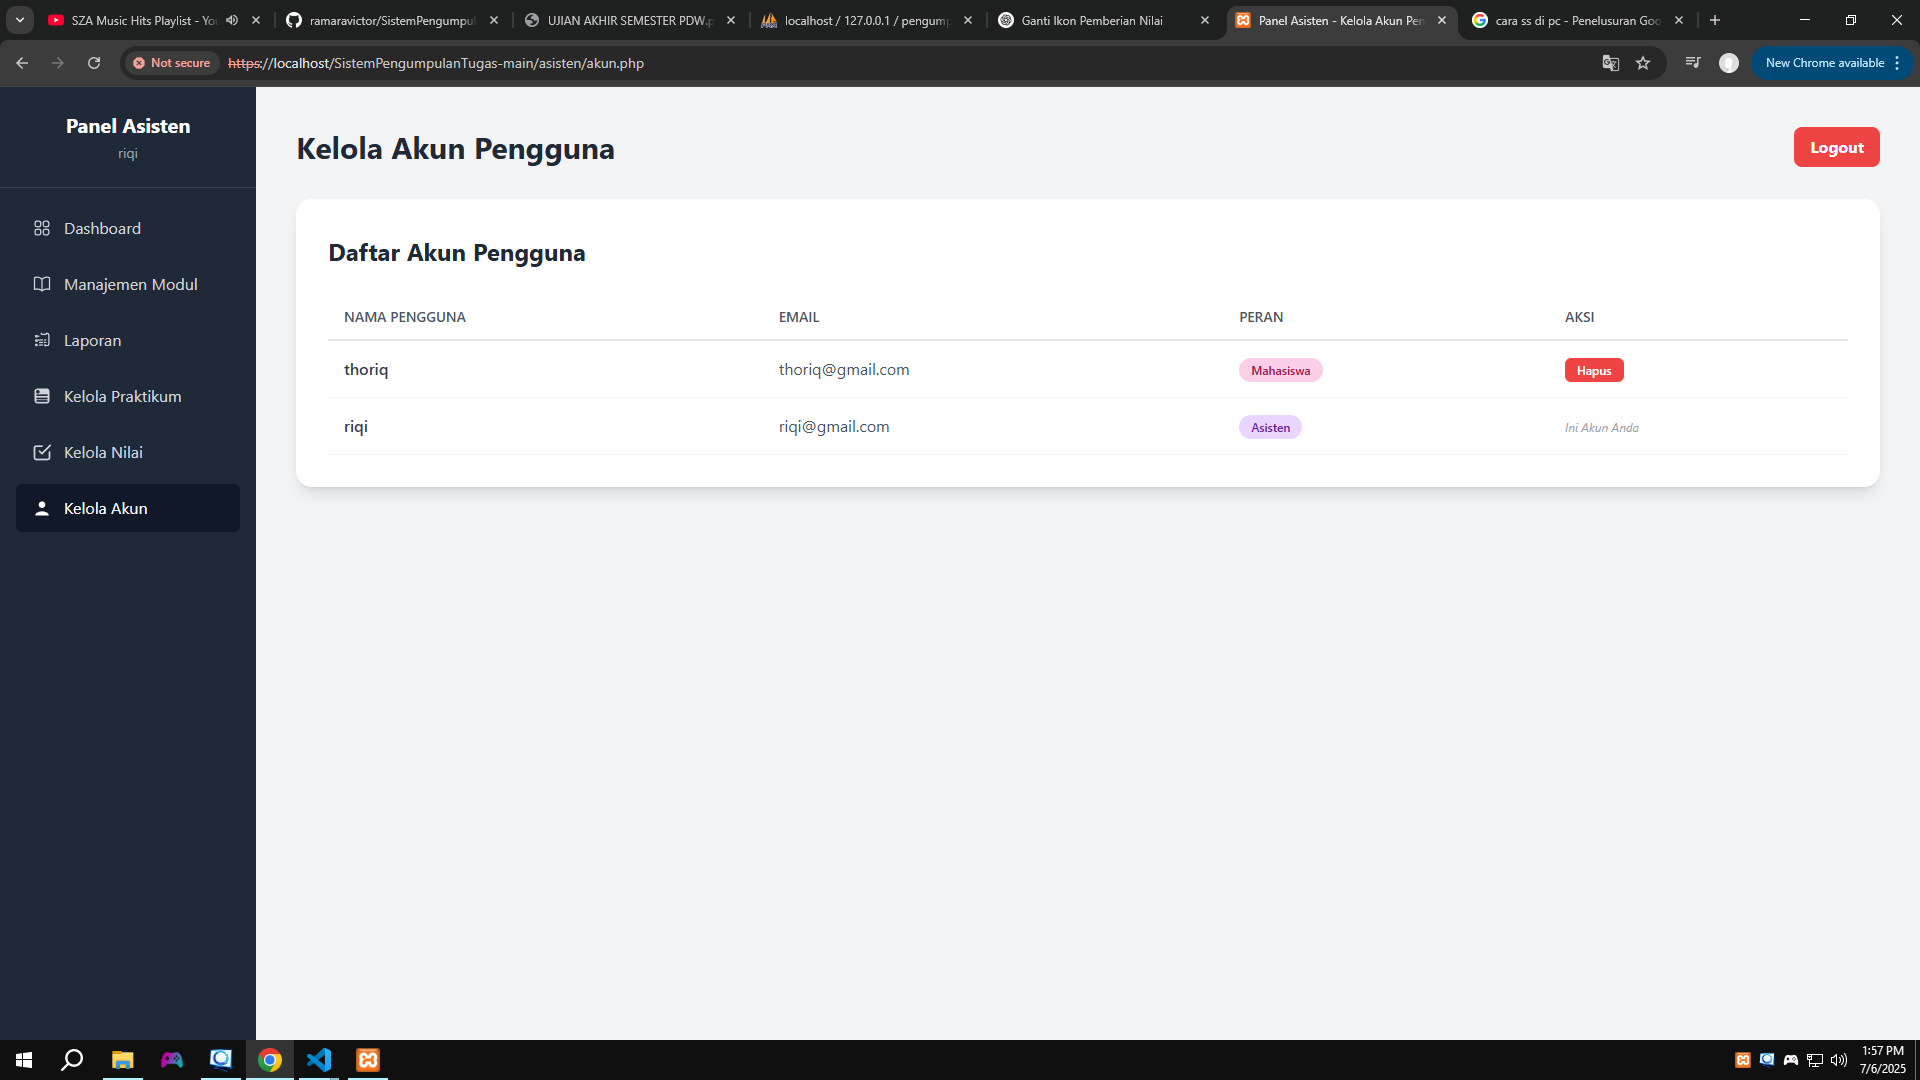 SZA Music Hits Playlist - You
ramaravictor/SistemPengumpul
UJIAN AKHIR SEMESTER PDW.p
localhost / 127.0.0.1 / pengump
Ganti Ikon Pemberian Nilai
Panel Asisten - Kelola Akun Pen
cara ss di pc - Penelusuran Goo
Not secure
https://localhost/SistemPengumpulanTugas-main/asisten/akun.php
New Chrome available
Panel Asisten
riqi
Dashboard
Manajemen Modul
Laporan
Kelola Praktikum
Kelola Nilai
Kelola Akun
Kelola Akun Pengguna
Logout
Daftar Akun Pengguna
NAMA PENGGUNA EMAIL PERAN AKSI
thoriq thoriq@gmail.com Mahasiswa Hapus
riqi riqi@gmail.com Asisten Ini Akun Anda
1:57 PM
7/6/2025